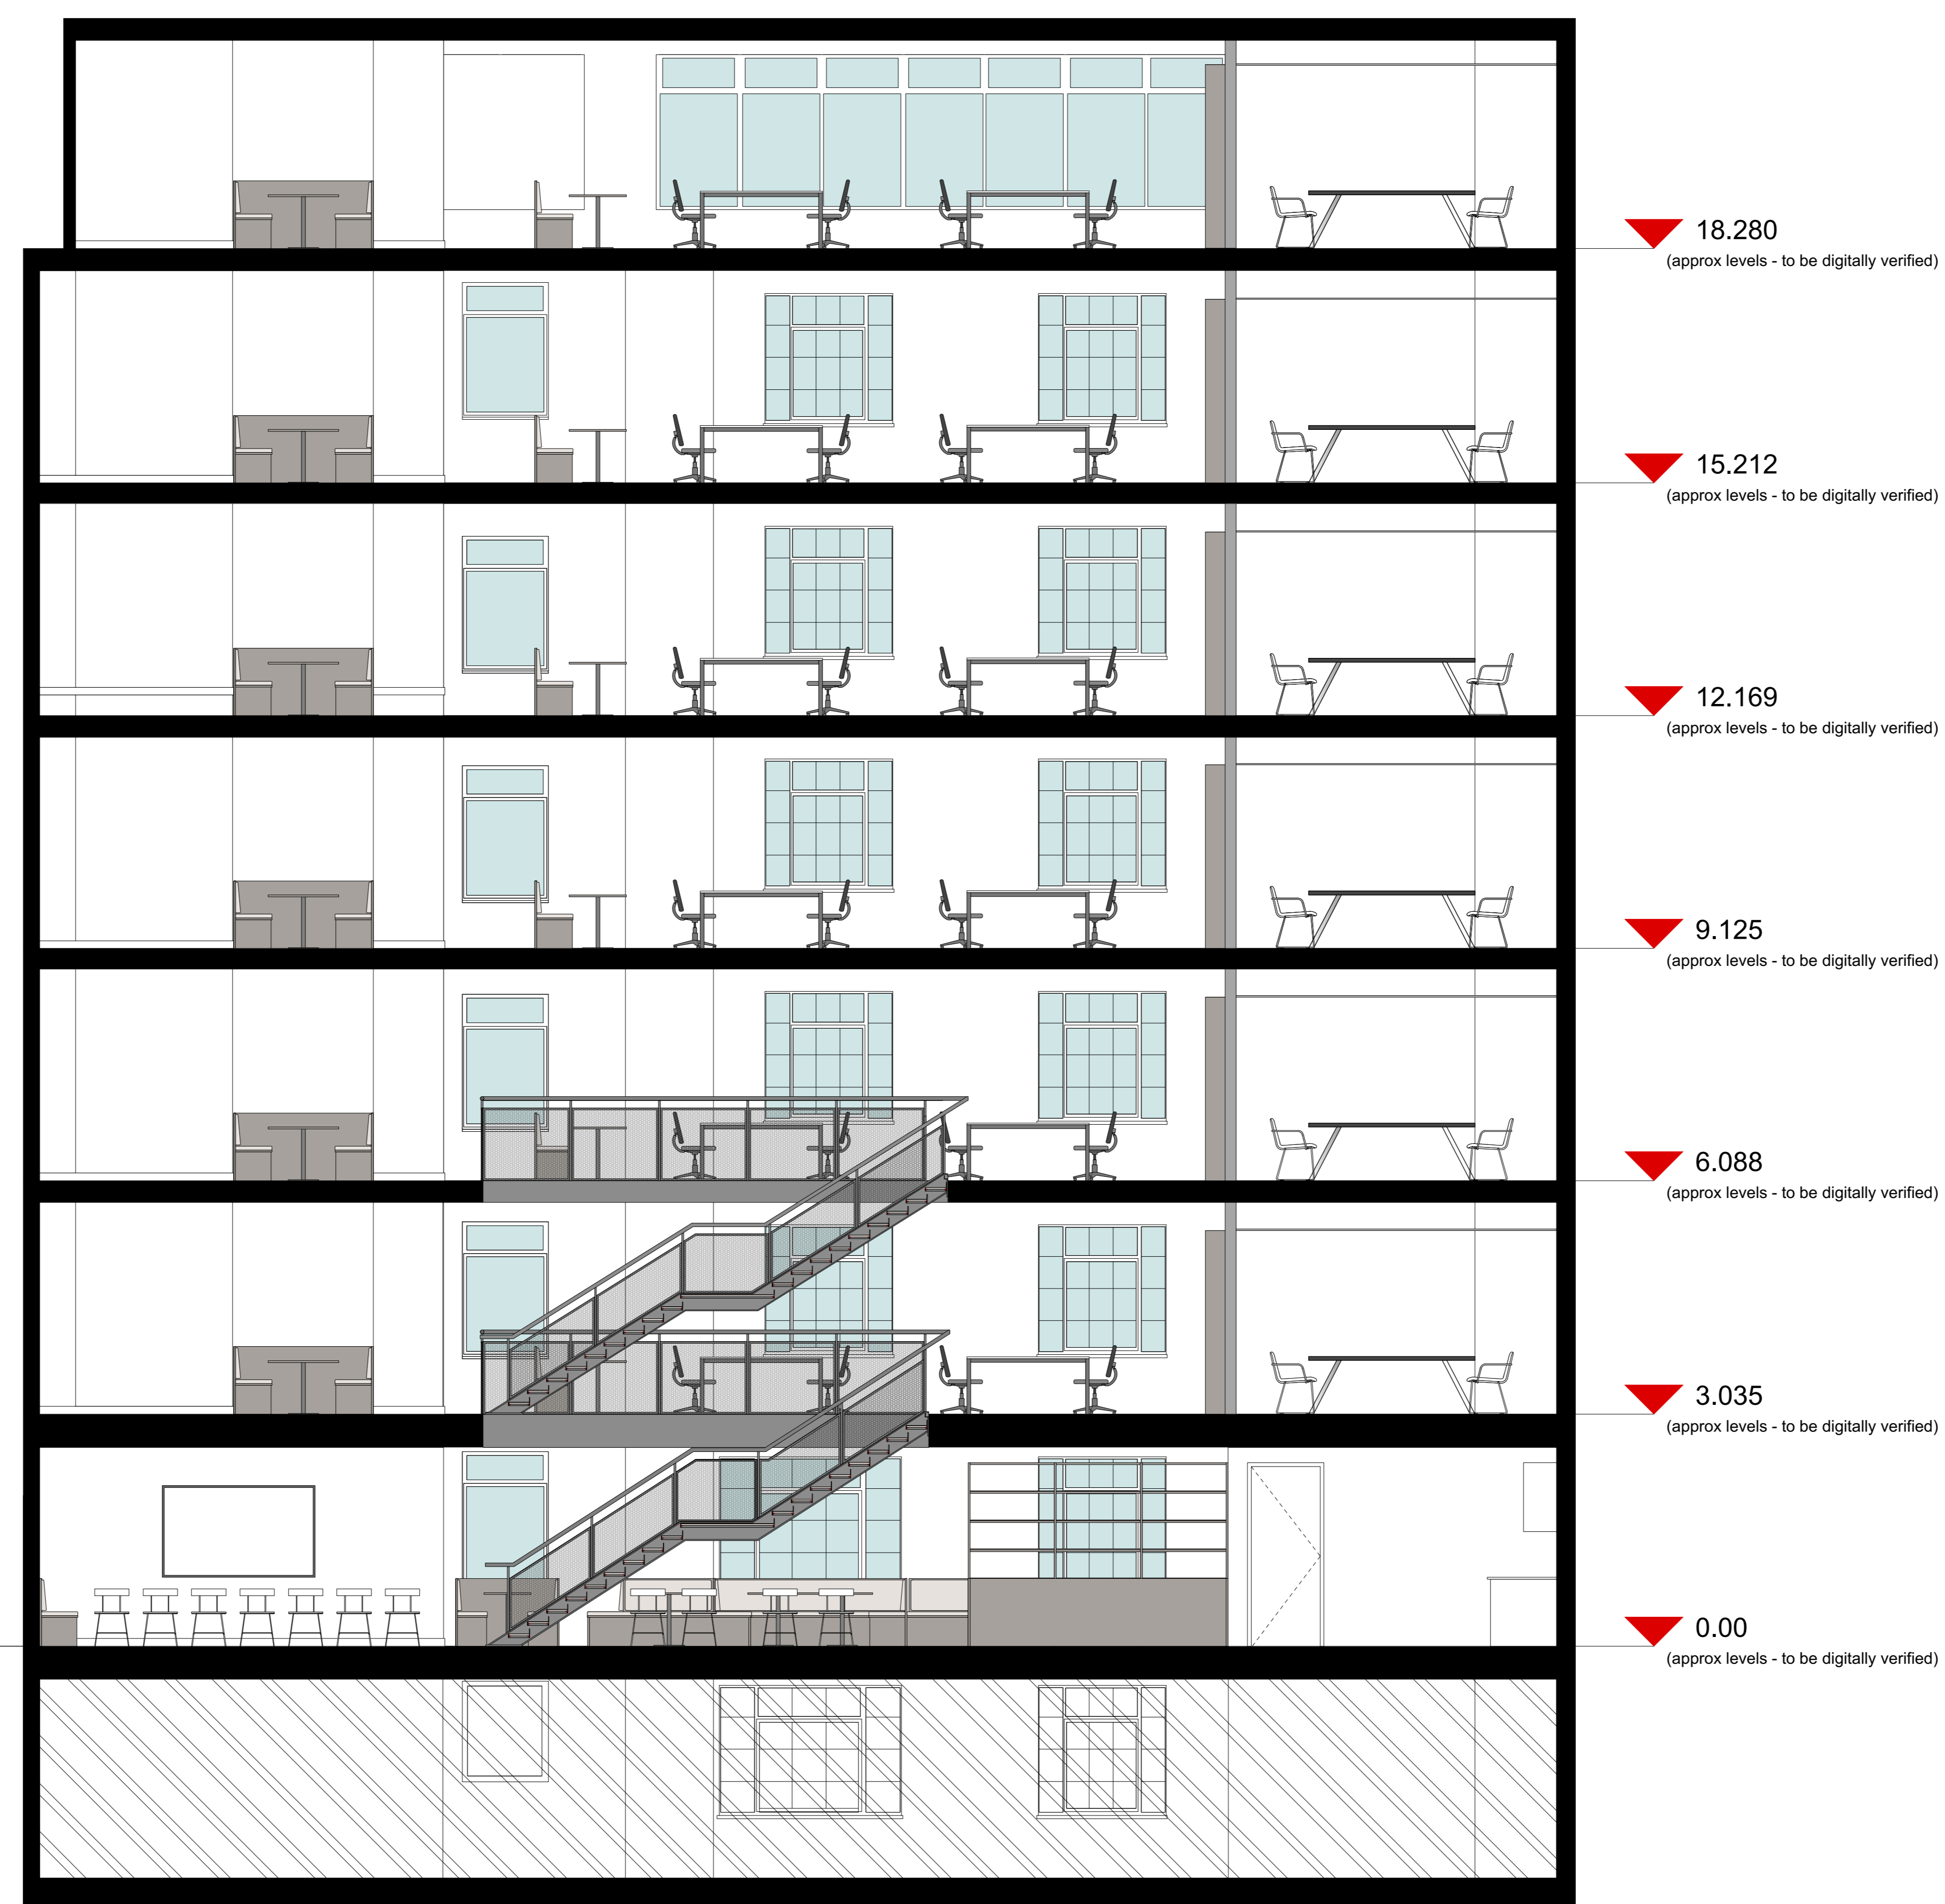 18.280
(approx levels - to be digitally verified)
15.212
(approx levels - to be digitally verified)
12.169
(approx levels - to be digitally verified)
9.125
(approx levels - to be digitally verified)
6.088
(approx levels - to be digitally verified)
3.035
(approx levels - to be digitally verified)
0.00
(approx levels - to be digitally verified)